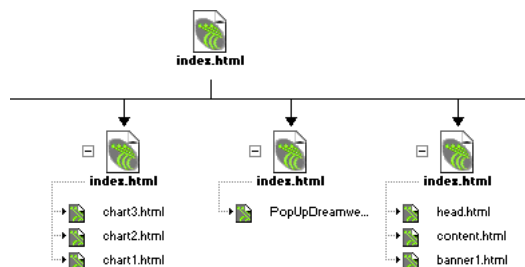 index.html
index.html
index.html
index.html
chart3.html
PopUpDreamwe...
head.html
chart2.html
content.html
chart1.html
banner1.html